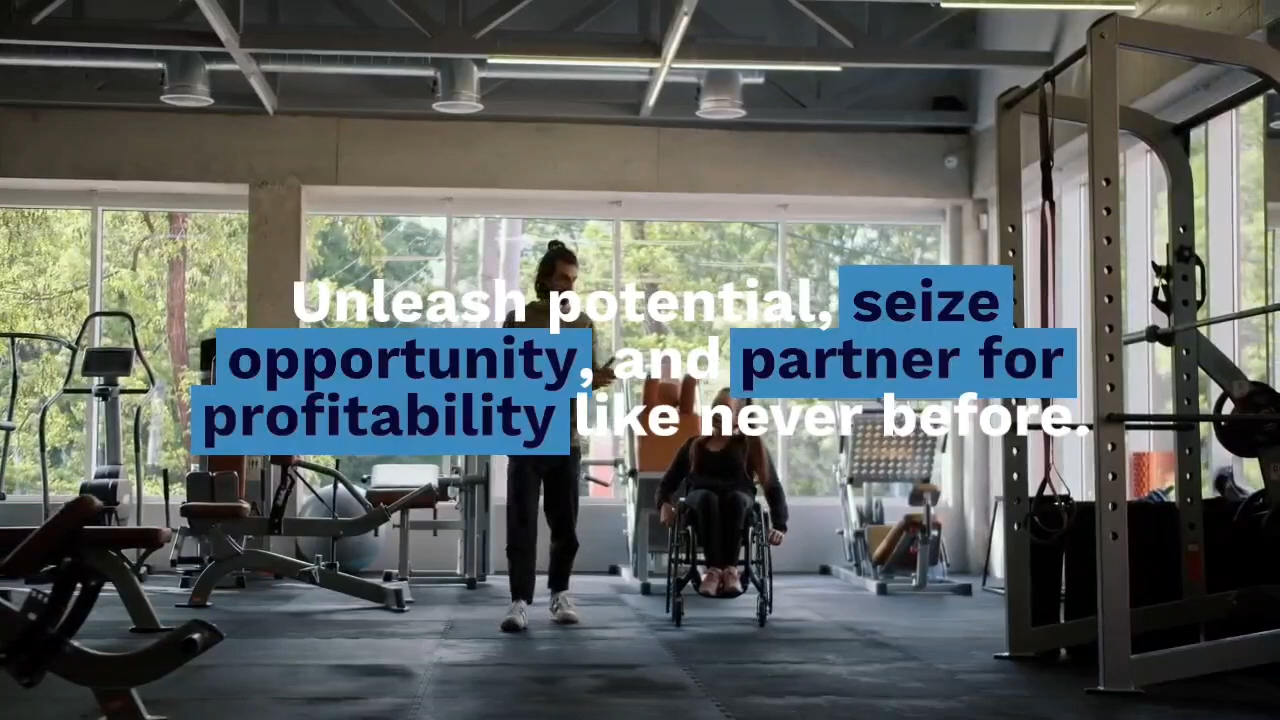 Unleash potential, seize
opportunity, and partner for
profitability like never before.